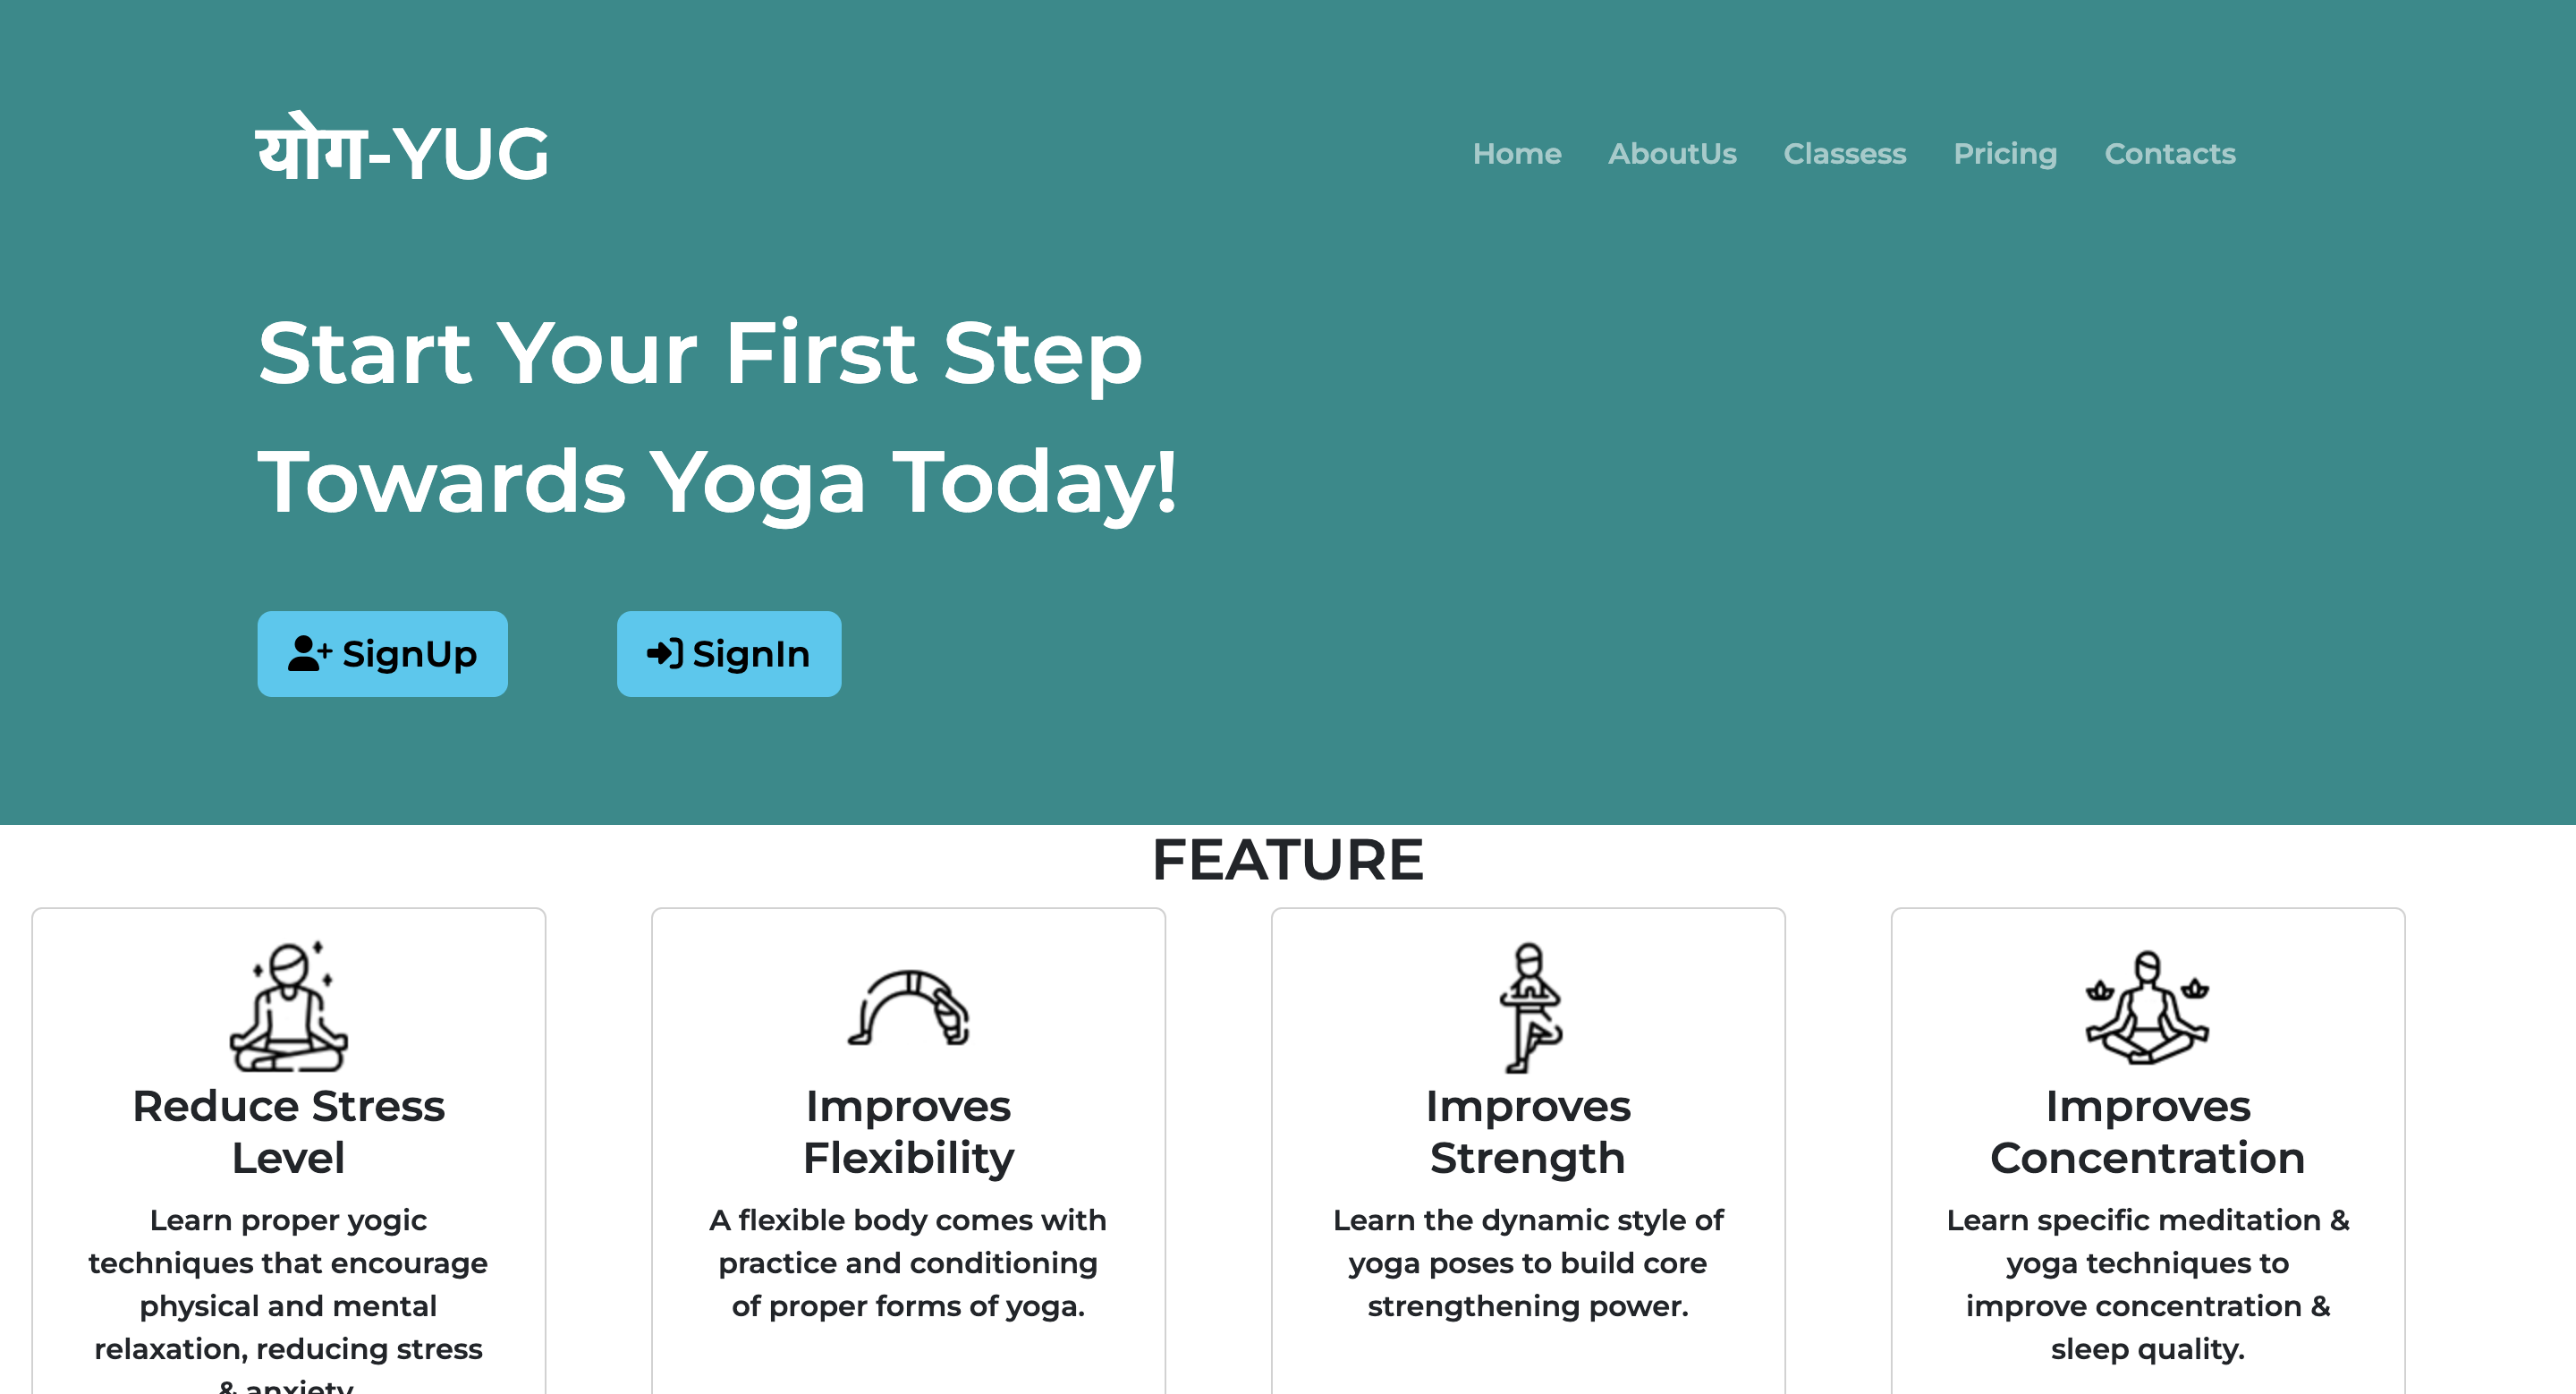 योग-YUG
Home AboutUs Classess Pricing Contacts
Start Your First Step
Towards Yoga Today!
SignUp SignIn
FEATURE
Reduce Stress
Level
Learn proper yogic
techniques that encourage
physical and mental
relaxation, reducing stress
& anxiety.
Improves
Flexibility
A flexible body comes with
practice and conditioning
of proper forms of yoga.
Improves
Strength
Learn the dynamic style of
yoga poses to build core
strengthening power.
Improves
Concentration
Learn specific meditation &
yoga techniques to
improve concentration &
sleep quality.